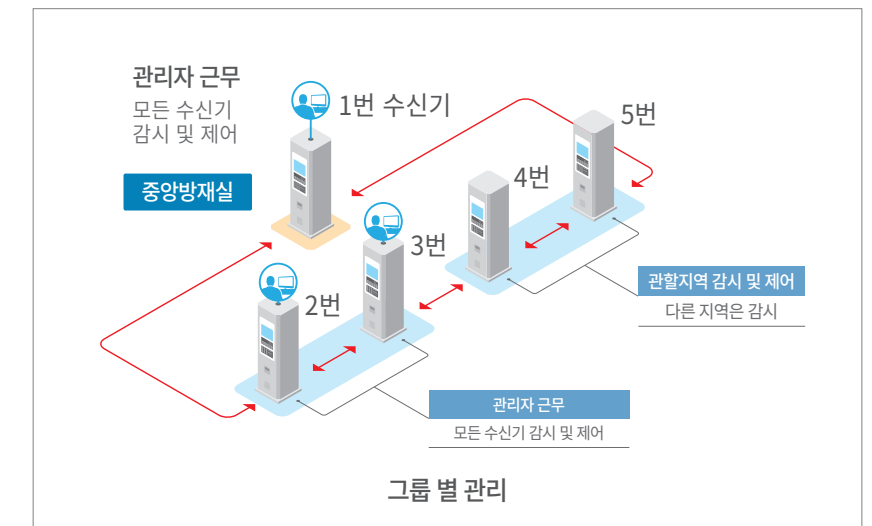 관리자 근무
모든 수신기
감시 및 제어
중앙방재실
1번 수신기
5번
4번
3번
2번
관할지역 감시 및 제어
다른 지역은 감시
관리자 근무
모든 수신기 감시 및 제어
그룹 별 관리